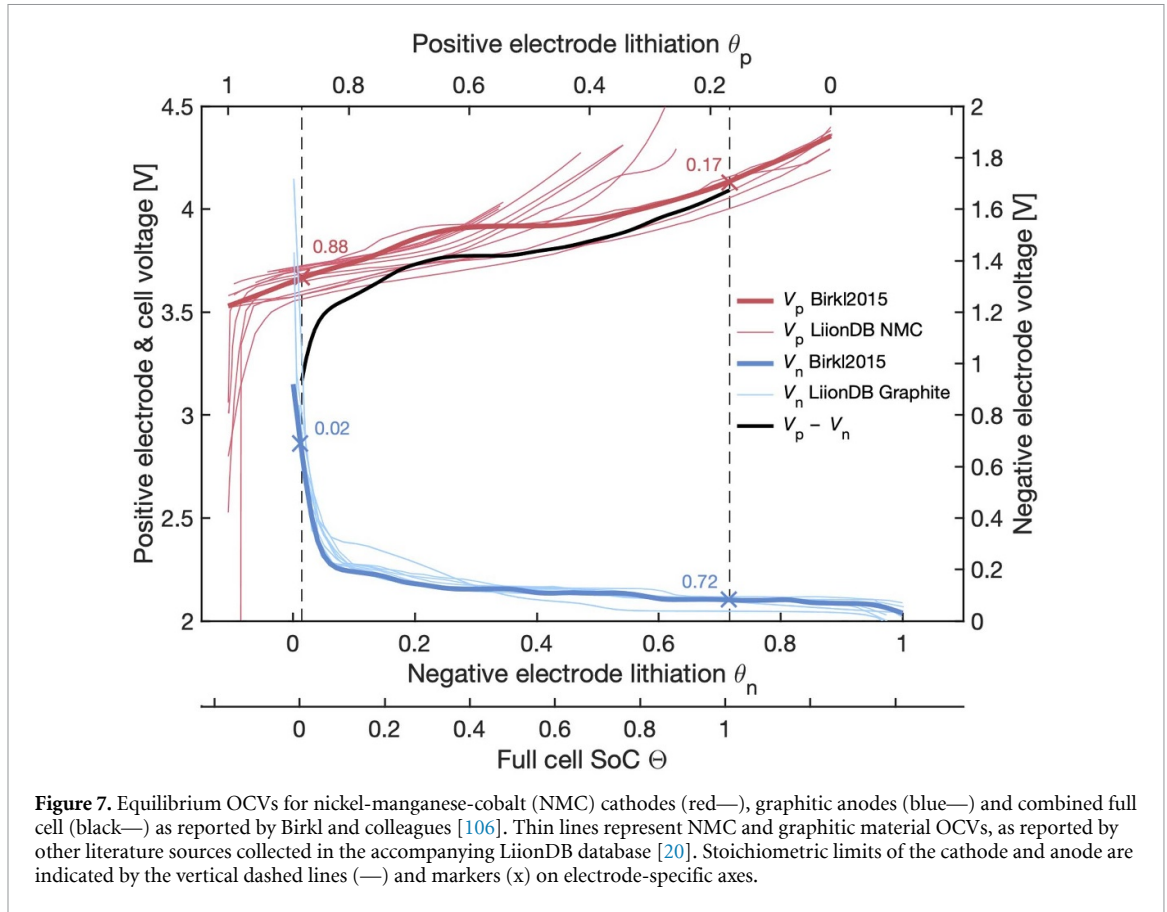 Positive electrode lithiation θp
1 0.8 0.6 0.4 0.2 0
4.5
4
3.5
3
2.5
2
Positive electrode & cell voltage [V]
2
1.8
1.6
1.4
1.2
1
0.8
0.6
0.4
0.2
0
Negative electrode voltage [V]
0.88
0.17
0.02
0.72
Vp Birkl2015
Vp LiionDB NMC
Vn Birkl2015
Vn LiionDB Graphite
Vp − Vn
0 0.2 0.4 0.6 0.8 1
Negative electrode lithiation θn
0 0.2 0.4 0.6 0.8 1
Full cell SoC Θ
Figure 7. Equilibrium OCVs for nickel-manganese-cobalt (NMC) cathodes (red—), graphitic anodes (blue—) and combined full
cell (black—) as reported by Birkl and colleagues [106]. Thin lines represent NMC and graphitic material OCVs, as reported by
other literature sources collected in the accompanying LiionDB database [20]. Stoichiometric limits of the cathode and anode are
indicated by the vertical dashed lines (—) and markers (x) on electrode-specific axes.